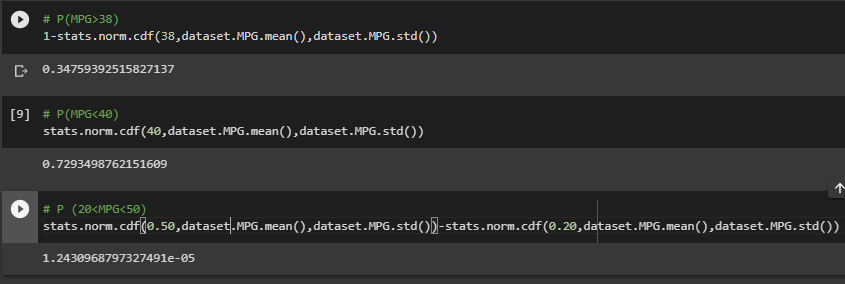 # P(MPG>38)
1-stats.norm.cdf(38,dataset.MPG.mean(),dataset.MPG.std())
0.34759392515827137
[9] # P(MPG<40)
stats.norm.cdf(40,dataset.MPG.mean(),dataset.MPG.std())
0.7293498762151609
# P (20<MPG<50)
stats.norm.cdf(0.50,dataset.MPG.mean(),dataset.MPG.std())-stats.norm.cdf(0.20,dataset.MPG.mean(),dataset.MPG.std())
1.2430968797327491e-05